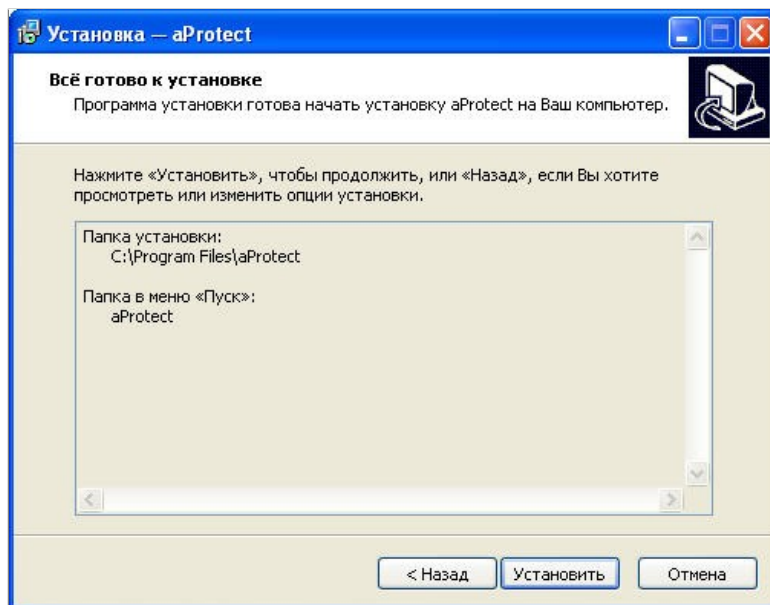 Установка — aProtect
Всё готово к установке
Программа установки готова начать установку aProtect на Ваш компьютер.
Нажмите «Установить», чтобы продолжить, или «Назад», если Вы хотите
просмотреть или изменить опции установки.
Папка установки:
C:\Program Files\aProtect
Папка в меню «Пуск»:
aProtect
< Назад
Установить
Отмена